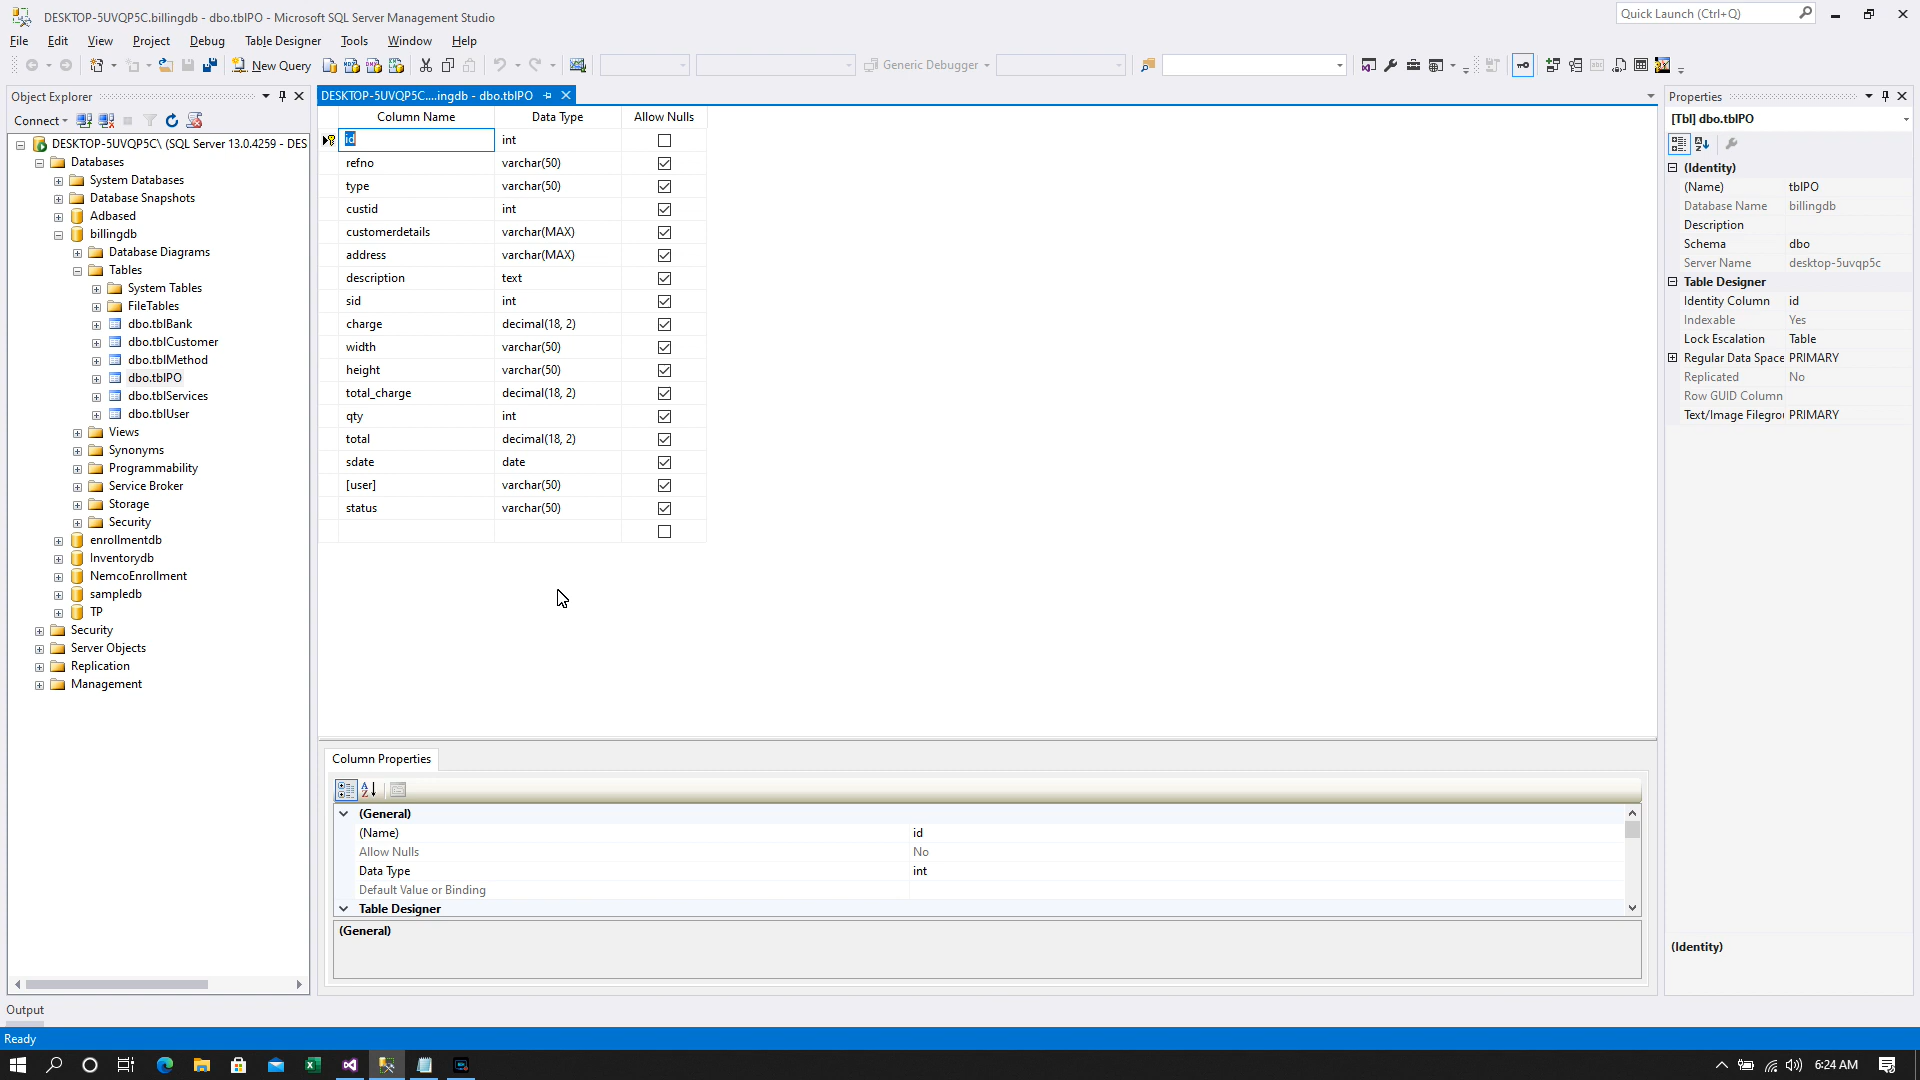 DESKTOP-5UVQP5C.billingdb - dbo.tblPO - Microsoft SQL Server Management Studio
Quick Launch (Ctrl+Q)
File Edit View Project Debug Table Designer Tools Window Help
New Query
Generic Debugger
Object Explorer
Connect
DESKTOP-5UVQP5C\ (SQL Server 13.0.4259 - DES
Databases
System Databases
Database Snapshots
Adbased
billingdb
Database Diagrams
Tables
System Tables
FileTables
dbo.tblBank
dbo.tblCustomer
dbo.tblMethod
dbo.tblPO
dbo.tblServices
dbo.tblUser
Views
Synonyms
Programmability
Service Broker
Storage
Security
enrollmentdb
Inventorydb
NemcoEnrollment
sampledb
TP
Security
Server Objects
Replication
Management
DESKTOP-5UVQP5C....ingdb - dbo.tblPO
Column Name Data Type Allow Nulls
id int
refno varchar(50)
type varchar(50)
custid int
customerdetails varchar(MAX)
address varchar(MAX)
description text
sid int
charge decimal(18, 2)
width varchar(50)
height varchar(50)
total_charge decimal(18, 2)
qty int
total decimal(18, 2)
sdate date
[user] varchar(50)
status varchar(50)
Column Properties
(General)
(Name) id
Allow Nulls No
Data Type int
Default Value or Binding
Table Designer
(General)
Properties
[Tbl] dbo.tblPO
(Identity)
(Name) tblPO
Database Name billingdb
Description
Schema dbo
Server Name desktop-5uvqp5c
Table Designer
Identity Column id
Indexable Yes
Lock Escalation Table
Regular Data Space PRIMARY
Replicated No
Row GUID Column
Text/Image Filegrou PRIMARY
(Identity)
Output
Ready
6:24 AM